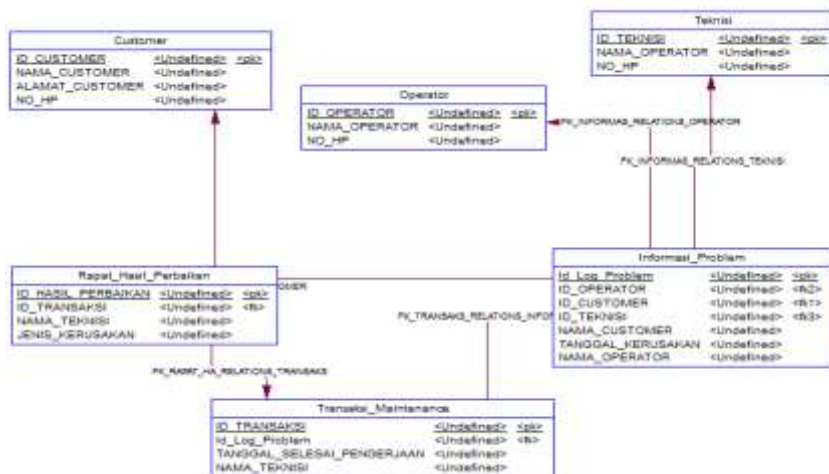 Teknisi
ID_TEKNISI <Undefined> <pk>
NAMA_OPERATOR <Undefined>
NO_HP <Undefined>
Customer
ID_CUSTOMER <Undefined> <pk>
NAMA_CUSTOMER <Undefined>
ALAMAT_CUSTOMER <Undefined>
NO_HP <Undefined>
Operator
ID_OPERATOR <Undefined> <pk>
NAMA_OPERATOR <Undefined>
NO_HP <Undefined>
FK_INFORMAS_RELATIONS_OPERATOR
FK_INFORMAS_RELATIONS_TEKNISI
Rapat_Hasil_Perbaikan
ID_HASIL_PERBAIKAN <Undefined> <pk>
ID_TRANSAKSI <Undefined> <fk>
NAMA_TEKNISI <Undefined>
JENIS_KERUSAKAN <Undefined>
OMER
Informasi_Problem
Id_Log_Problem <Undefined> <pk>
ID_OPERATOR <Undefined> <fk2>
ID_CUSTOMER <Undefined> <fk1>
ID_TEKNISI <Undefined> <fk3>
NAMA_CUSTOMER <Undefined>
TANGGAL_KERUSAKAN <Undefined>
NAMA_OPERATOR <Undefined>
FK_TRANSAKS_RELATIONS_INFO
FK_RAPAT_HA_RELATIONS_TRANSAKS
Transaksi_Maintenance
ID_TRANSAKSI <Undefined> <pk>
Id_Log_Problem <Undefined> <fk>
TANGGAL_SELESAI_PENGERJAAN <Undefined>
NAMA_TEKNISI <Undefined>